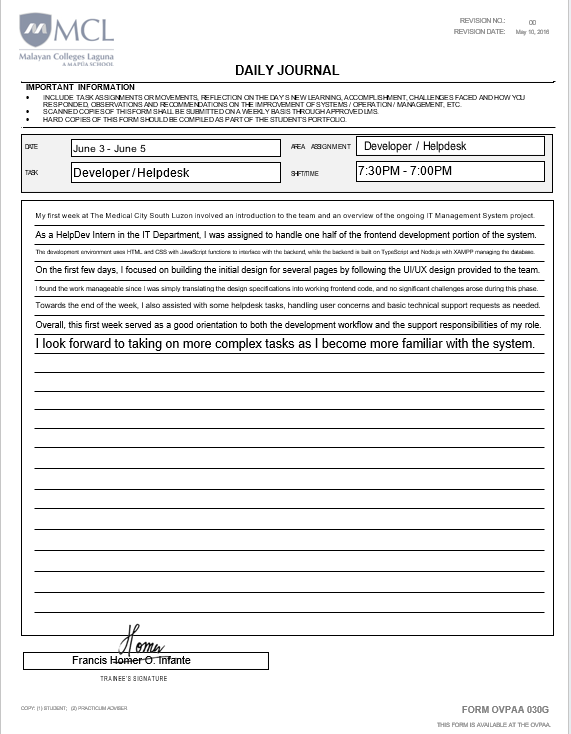 MCL
Malayan Colleges Laguna
A MAPUA SCHOOL
REVISION NO.: 00
REVISION DATE: May 10, 2016
DAILY JOURNAL
IMPORTANT INFORMATION
• INCLUDE TASK ASSIGNMENTS OR MOVEMENTS, REFLECTION ON THE DAY'S NEW LEARNING, ACCOMPLISHMENT, CHALLENGES FACED AND HOW YOU RESPONDED, OBSERVATIONS AND RECOMMENDATIONS ON THE IMPROVEMENT OF SYSTEMS / OPERATION / MANAGEMENT, ETC.
• SCANNED COPIES OF THIS FORM SHALL BE SUBMITTED ON A WEEKLY BASIS THROUGH APPROVED LMS.
• HARD COPIES OF THIS FORM SHOULD BE COMPILED AS PART OF THE STUDENT'S PORTFOLIO.
DATE June 3 - June 5 AREA ASSIGNMENT Developer / Helpdesk
TASK Developer/Helpdesk SHIFT/TIME 7:30PM - 7:00PM
My first week at The Medical City South Luzon involved an introduction to the team and an overview of the ongoing IT Management System project.
As a HelpDev Intern in the IT Department, I was assigned to handle one half of the frontend development portion of the system.
The development environment uses HTML and CSS with JavaScript functions to interface with the backend, while the backend is built on TypeScript and Node.js with XAMPP managing the database.
On the first few days, I focused on building the initial design for several pages by following the UI/UX design provided to the team.
I found the work manageable since I was simply translating the design specifications into working frontend code, and no significant challenges arose during this phase.
Towards the end of the week, I also assisted with some helpdesk tasks, handling user concerns and basic technical support requests as needed.
Overall, this first week served as a good orientation to both the development workflow and the support responsibilities of my role.
I look forward to taking on more complex tasks as I become more familiar with the system.
Homer
Francis Homer O. Infante
TRAINEE'S SIGNATURE
COPY: (1) STUDENT; (2) PRACTICUM ADVISER
FORM OVPAA 030G
THIS FORM IS AVAILABLE AT THE OVPAA.